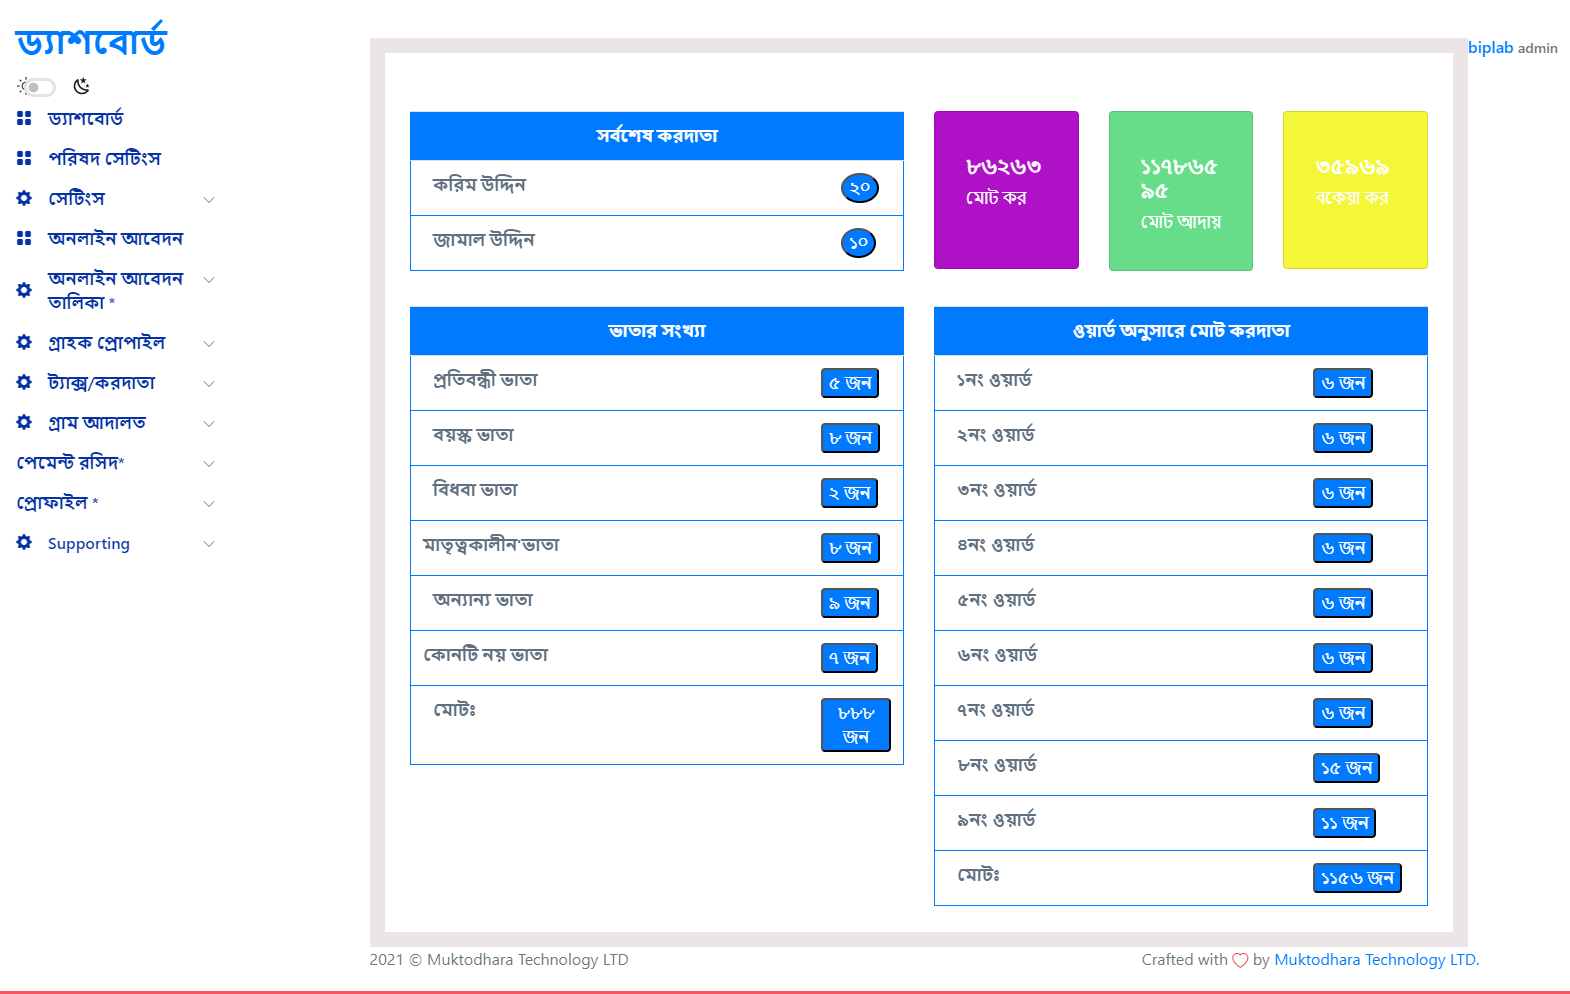 ড্যাশবোর্ড
biplab admin
ড্যাশবোর্ড
পরিষদ সেটিংস
সেটিংস
অনলাইন আবেদন
অনলাইন আবেদন
তালিকা *
গ্রাহক প্রোপাইল
ট্যাক্স/করদাতা
গ্রাম আদালত
পেমেন্ট রসিদ*
প্রোফাইল *
Supporting
সর্বশেষ করদাতা
করিম উদ্দিন ২০
জামাল উদ্দিন ১০
৮৬২৬৩
মোট কর
১১৭৮৬৫
৯৫
মোট আদায়
৩৫৯৬৯
বকেয়া কর
ভাতার সংখ্যা
প্রতিবন্ধী ভাতা ৫ জন
বয়স্ক ভাতা ৮ জন
বিধবা ভাতা ২ জন
মাতৃত্বকালীন'ভাতা ৮ জন
অন্যান্য ভাতা ৯ জন
কোনটি নয় ভাতা ৭ জন
মোটঃ ৮৮৮
জন
ওয়ার্ড অনুসারে মোট করদাতা
১নং ওয়ার্ড ৬ জন
২নং ওয়ার্ড ৬ জন
৩নং ওয়ার্ড ৬ জন
৪নং ওয়ার্ড ৬ জন
৫নং ওয়ার্ড ৬ জন
৬নং ওয়ার্ড ৬ জন
৭নং ওয়ার্ড ৬ জন
৮নং ওয়ার্ড ১৫ জন
৯নং ওয়ার্ড ১১ জন
মোটঃ ১১৫৬ জন
2021 © Muktodhara Technology LTD
Crafted with ♡ by Muktodhara Technology LTD.